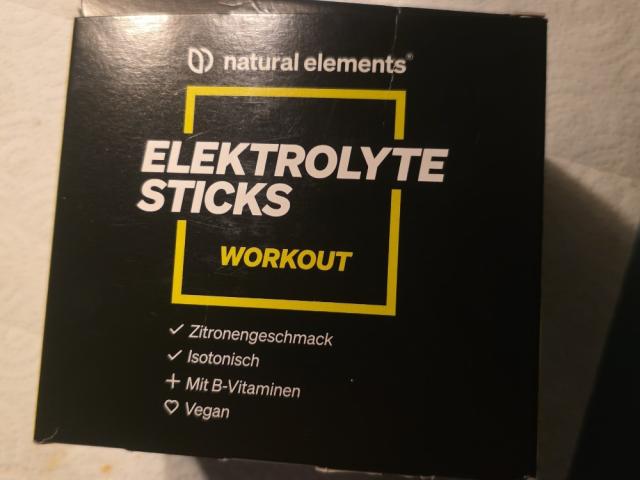 natural elements®
ELEKTROLYTE
STICKS
WORKOUT
✓ Zitronengeschmack
✓ Isotonisch
+ Mit B-Vitaminen
♡ Vegan